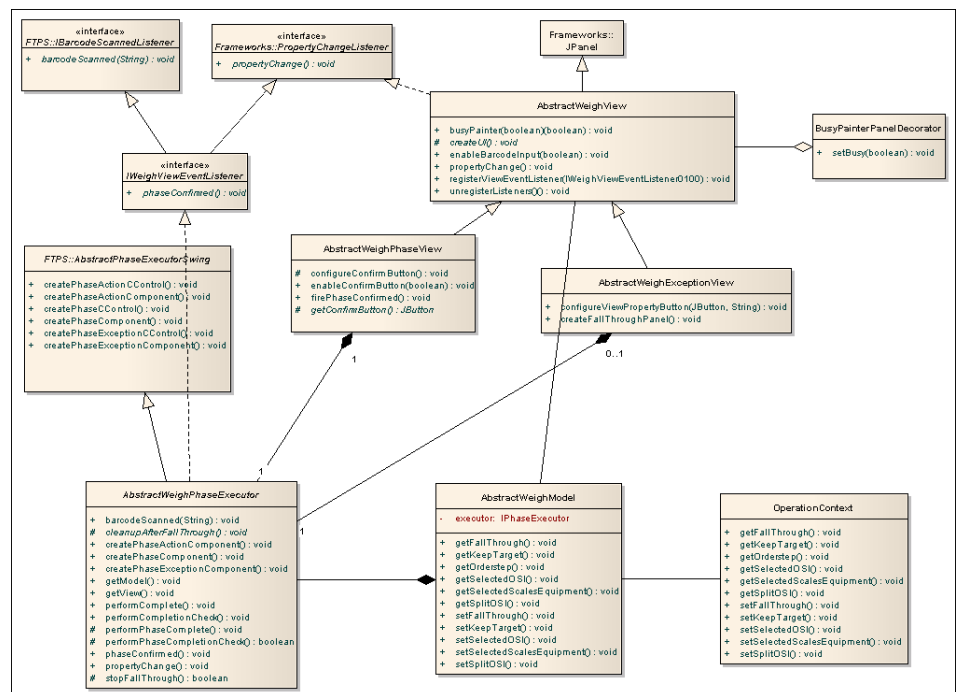 «interface»
FTPS::IBarcodeScannedListener
+ barcodeScanned(String) : void
«interface»
Frameworks::PropertyChangeListener
+ propertyChange() : void
Frameworks::
JPanel
AbstractWeighView
+ busyPainter(boolean)(boolean) : void
# createUI() : void
+ enableBarcodeInput(boolean) : void
+ propertyChange() : void
+ registerViewEventListener(IWeighViewEventListener0100) : void
+ unregisterListeners()() : void
BusyPainterPanelDecorator
+ setBusy(boolean) : void
«interface»
IWeighViewEventListener
+ phaseConfirmed() : void
FTPS::AbstractPhaseExecutorSwing
+ createPhaseActionCControl() : void
+ createPhaseActionComponent() : void
+ createPhaseCControl() : void
+ createPhaseComponent() : void
+ createPhaseExceptionCControl() : void
+ createPhaseExceptionComponent() : void
AbstractWeighPhaseView
# configureConfirmButton() : void
+ enableConfirmButton(boolean) : void
+ firePhaseConfirmed() : void
# getConfirmButton() : JButton
AbstractWeighExceptionView
+ configureViewPropertyButton(JButton, String) : void
+ createFallThroughPanel() : void
1
0..1
1
1
AbstractWeighPhaseExecutor
+ barcodeScanned(String) : void
# cleanupAfterFallThrough() : void
+ createPhaseActionComponent() : void
+ createPhaseComponent() : void
+ createPhaseExceptionComponent() : void
+ getModel() : void
+ getView() : void
+ performComplete() : void
+ performCompletionCheck() : void
# performPhaseComplete() : void
# performPhaseCompletionCheck() : boolean
+ phaseConfirmed() : void
+ propertyChange() : void
# stopFallThrough() : boolean
AbstractWeighModel
- executor: IPhaseExecutor
+ getFallThrough() : void
+ getKeepTarget() : void
+ getOrderstep() : void
+ getSelectedOSI() : void
+ getSelectedScalesEquipment() : void
+ getSplitOSI() : void
+ setFallThrough() : void
+ setKeepTarget() : void
+ setSelectedOSI() : void
+ setSelectedScalesEquipment() : void
+ setSplitOSI() : void
OperationContext
+ getFallThrough() : void
+ getKeepTarget() : void
+ getOrderstep() : void
+ getSelectedOSI() : void
+ getSelectedScalesEquipment() : void
+ getSplitOSI() : void
+ setFallThrough() : void
+ setKeepTarget() : void
+ setSelectedOSI() : void
+ setSelectedScalesEquipment() : void
+ setSplitOSI() : void